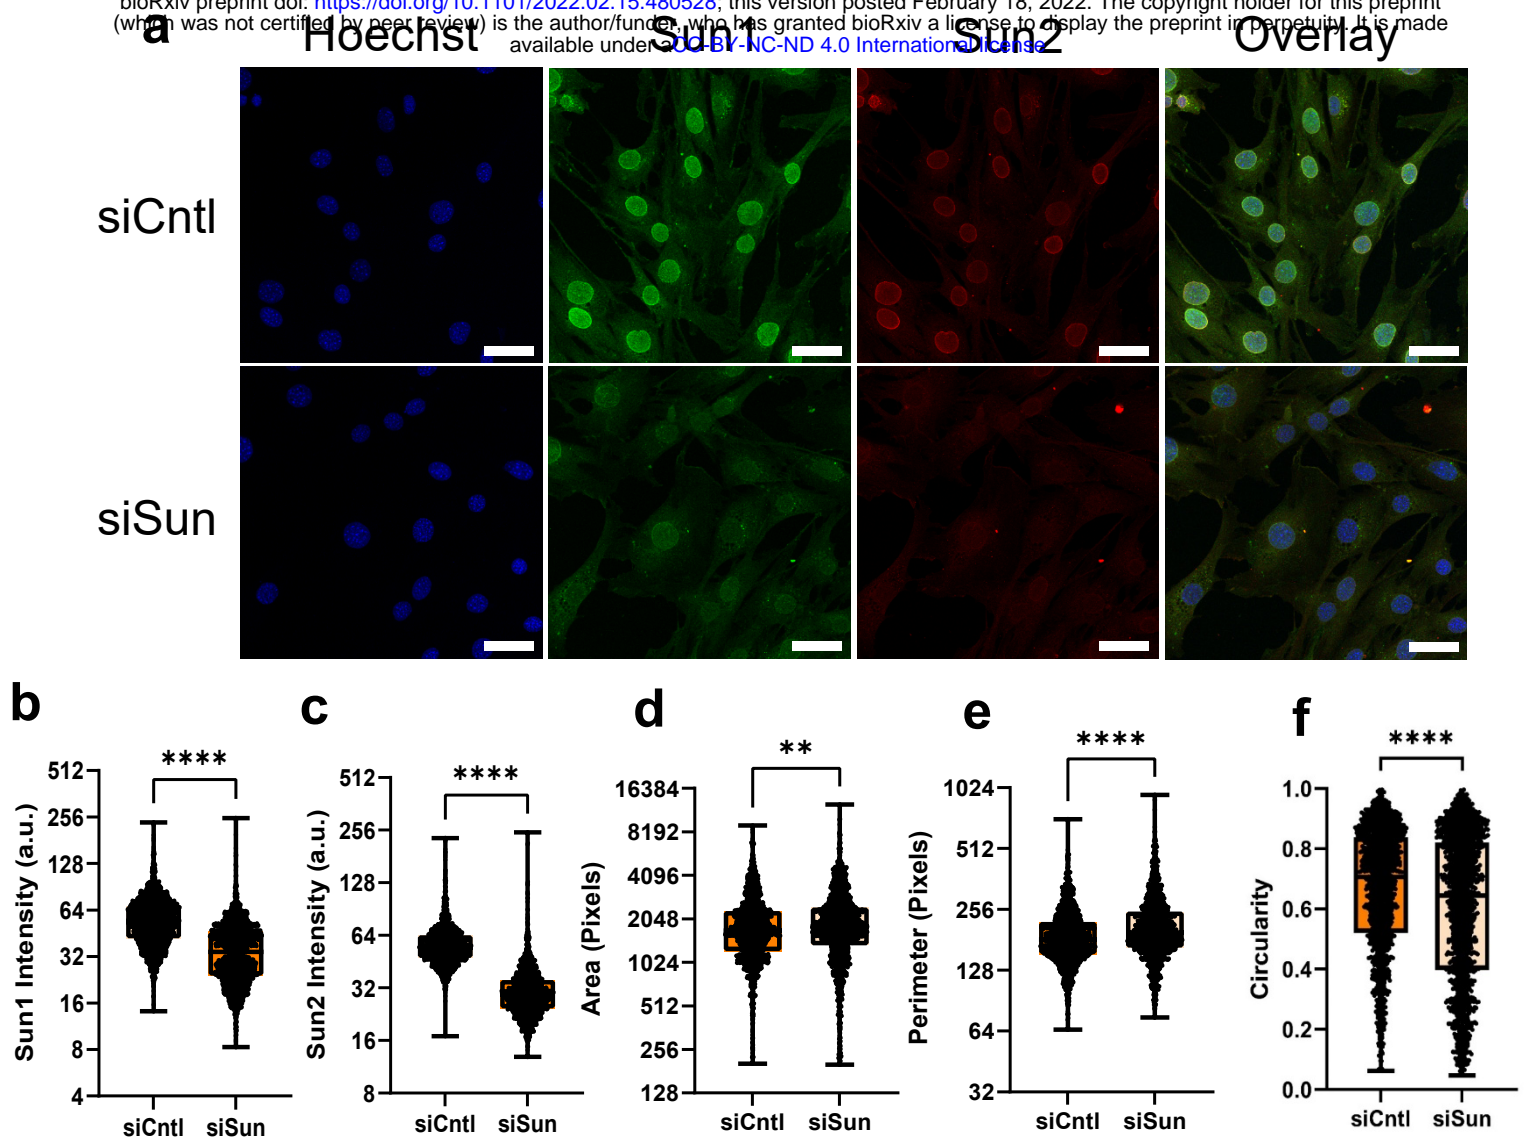 bioRxiv preprint doi: https://doi.org/10.1101/2022.02.15.480528; this version posted February 18, 2022. The copyright holder for this preprint
(which was not certified by peer review) is the author/funder, who has granted bioRxiv a license to display the preprint in perpetuity. It is made
available under aCC-BY-NC-ND 4.0 International license
a Hoechst Sun1 Sun2 Overlay
siCntl
siSun
b c d e f
**** **** ** **** ****
Sun1 Intensity (a.u.)
512
256
128
64
32
16
8
4
siCntl siSun
Sun2 Intensity (a.u.)
512
256
128
64
32
16
8
siCntl siSun
Area (Pixels)
16384
8192
4096
2048
1024
512
256
128
siCntl siSun
Perimeter (Pixels)
1024
512
256
128
64
32
siCntl siSun
Circularity
1.0
0.8
0.6
0.4
0.2
0.0
siCntl siSun